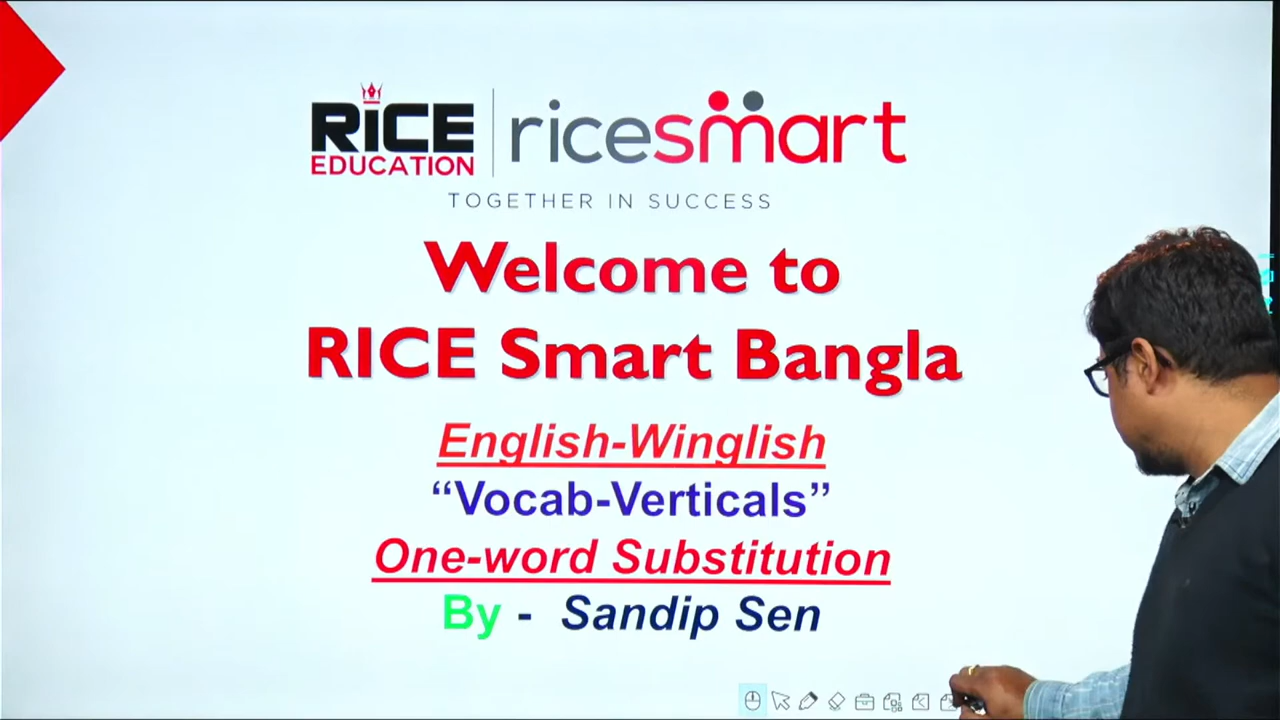 RiCE
EDUCATION
ricesmart
TOGETHER IN SUCCESS
Welcome to
RICE Smart Bangla
English-Winglish
“Vocab-Verticals”
One-word Substitution
By - Sandip Sen